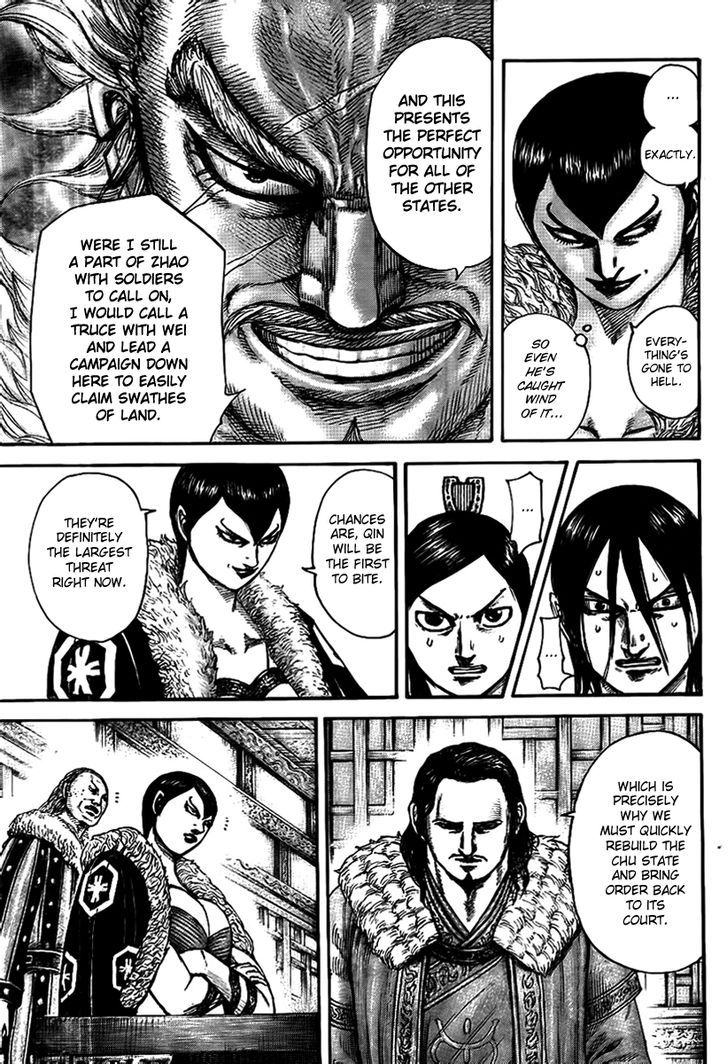 ...
EXACTLY.
EVERY-
THING'S
GONE TO
HELL.
SO
EVEN
HE'S
CAUGHT
WIND
OF IT...
AND THIS
PRESENTS
THE PERFECT
OPPORTUNITY
FOR ALL OF
THE OTHER
STATES.
WERE I STILL
A PART OF ZHAO
WITH SOLDIERS
TO CALL ON,
I WOULD CALL A
TRUCE WITH WEI
AND LEAD A
CAMPAIGN DOWN
HERE TO EASILY
CLAIM SWATHES
OF LAND.
...
...
CHANCES
ARE, QIN
WILL BE
THE FIRST
TO BITE.
THEY'RE
DEFINITELY
THE LARGEST
THREAT
RIGHT NOW.
WHICH IS
PRECISELY
WHY WE
MUST QUICKLY
REBUILD THE
CHU STATE
AND BRING
ORDER BACK
TO ITS
COURT.